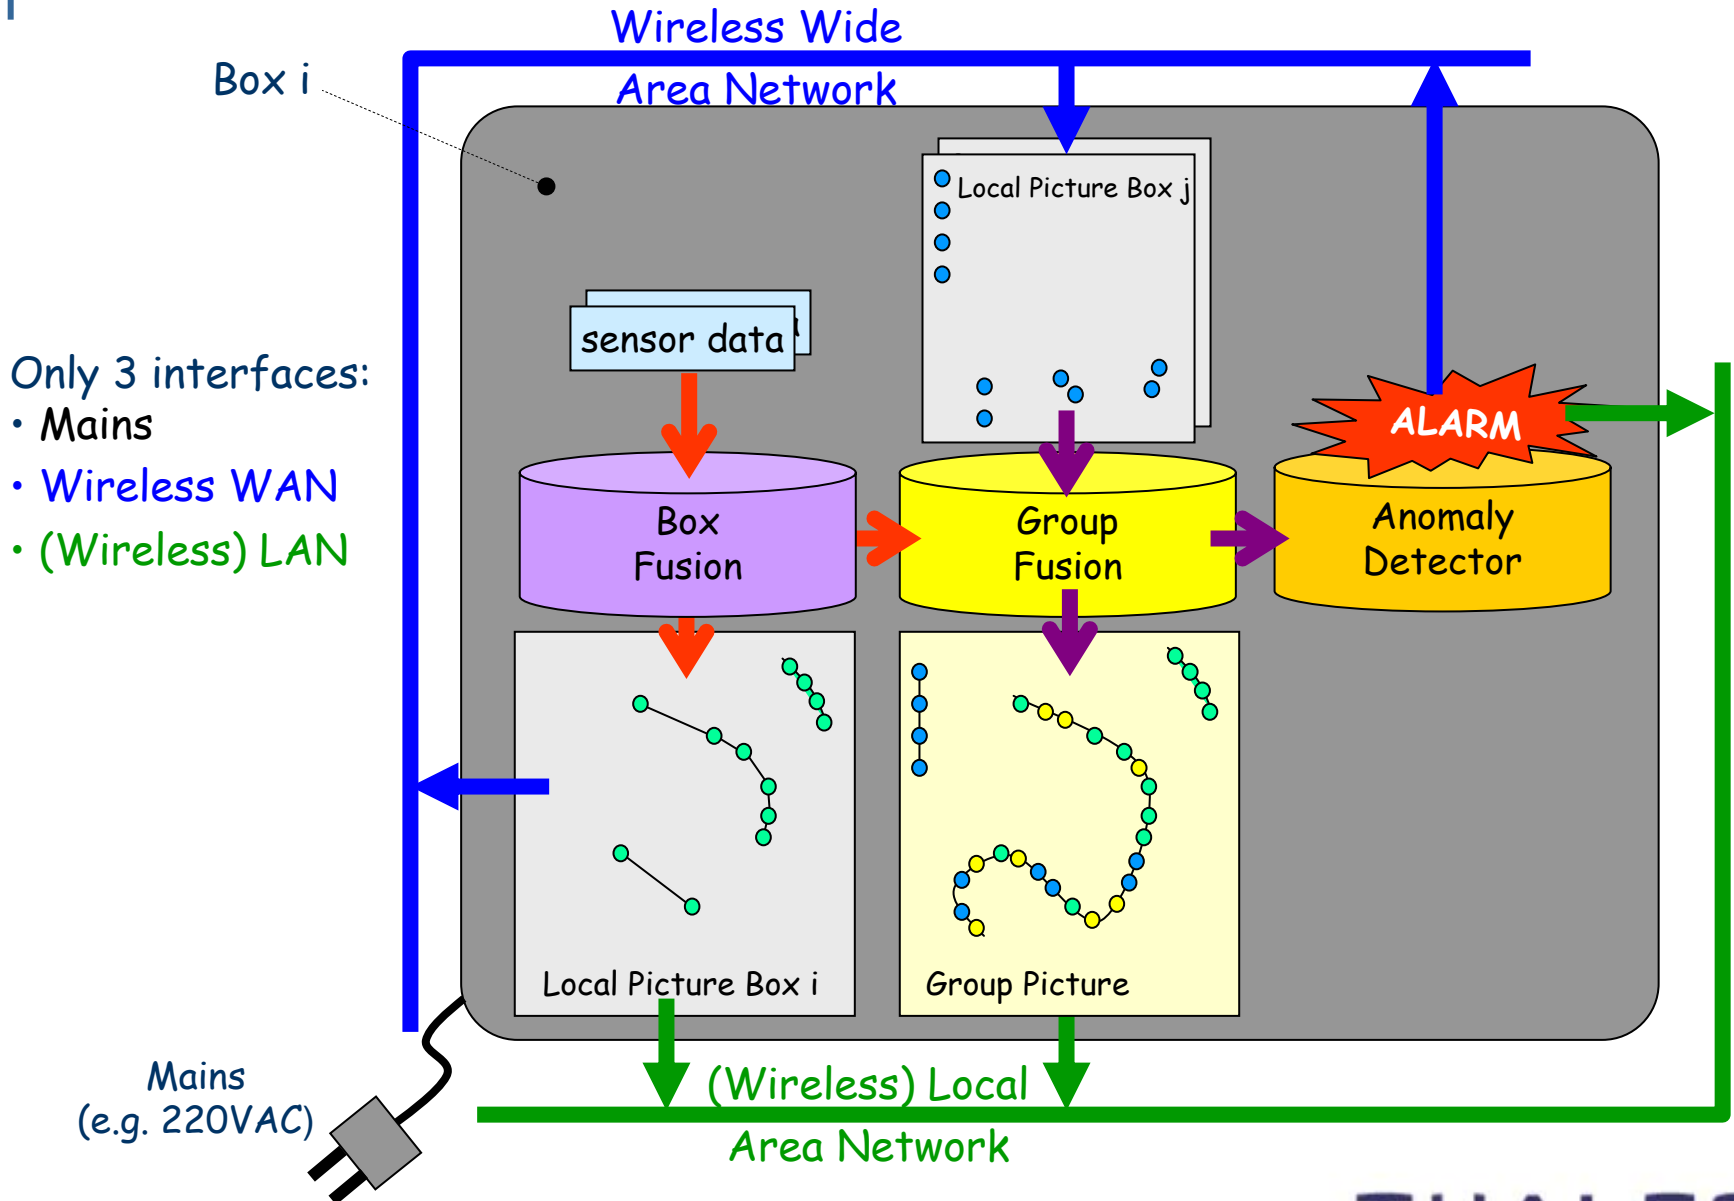 Wireless Wide
Area Network
Box i
Local Picture Box j
sensor data
Only 3 interfaces:
• Mains
• Wireless WAN
• (Wireless) LAN
ALARM
Box
Fusion
Group
Fusion
Anomaly
Detector
Local Picture Box i
Group Picture
Mains
(e.g. 220VAC)
(Wireless) Local
Area Network